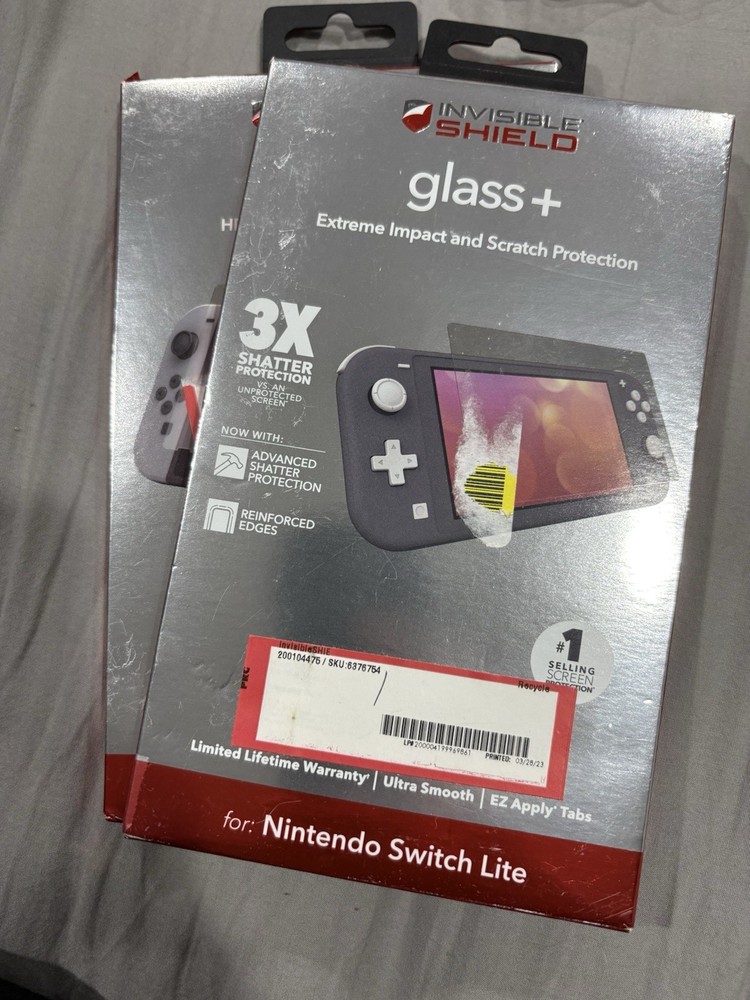 INVISIBLE
SHIELD
glass+
Extreme Impact and Scratch Protection
3X
SHATTER
PROTECTION
VS. AN
UNPROTECTED
SCREEN
NOW WITH:
ADVANCED
SHATTER
PROTECTION
REINFORCED
EDGES
#1
SELLING
SCREEN
PROTECTION
InvisibleSHIE
200104475 / SKU:6376754
Recycle
LP#200004199969861
PRINTED: 03/28/23
Limited Lifetime Warranty | Ultra Smooth | EZ Apply Tabs
for: Nintendo Switch Lite